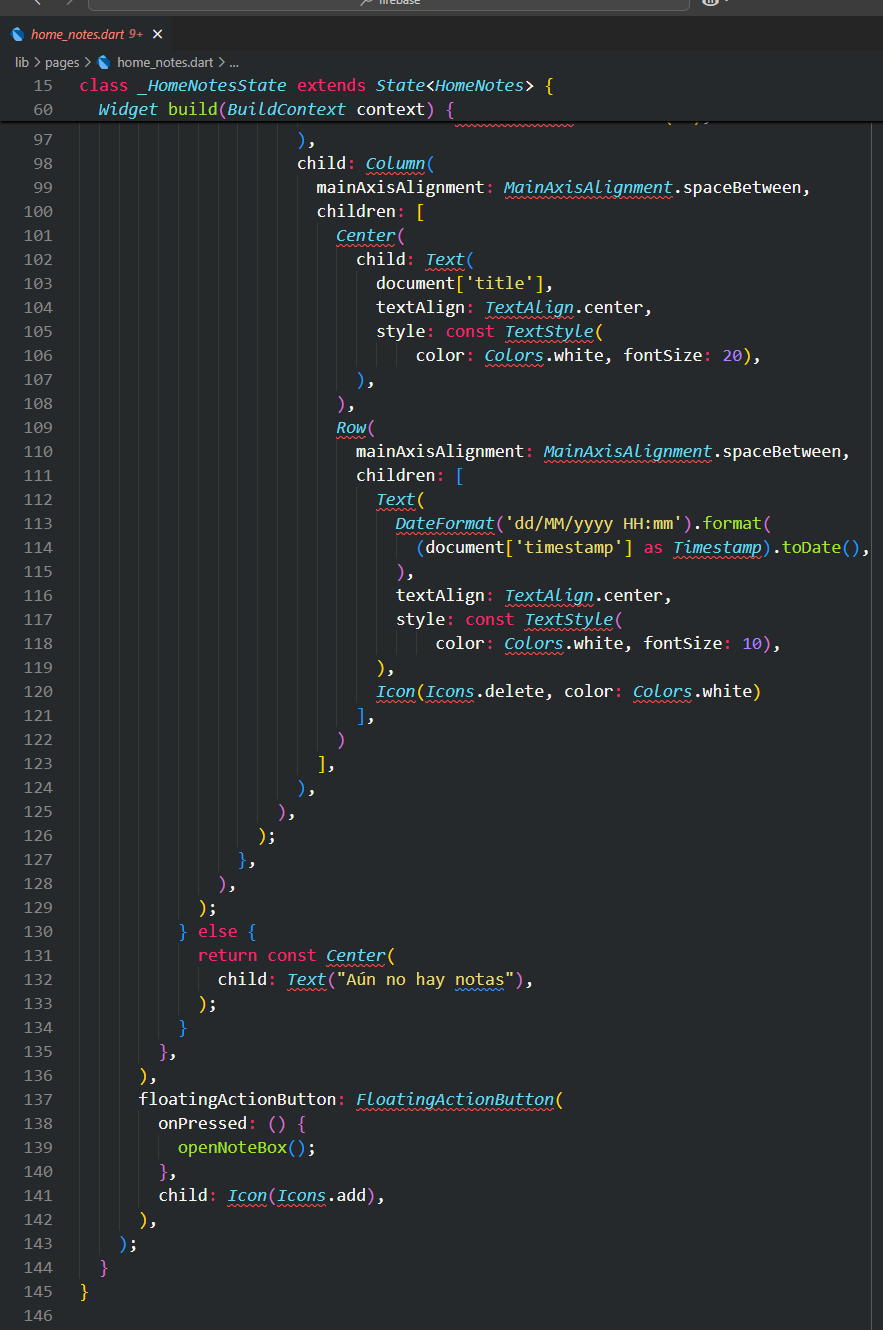 firebase
home_notes.dart 9+ ×
lib > pages > home_notes.dart > ...
15 class _HomeNotesState extends State<HomeNotes> {
60 Widget build(BuildContext context) {
97 ),
98 child: Column(
99 mainAxisAlignment: MainAxisAlignment.spaceBetween,
100 children: [
101 Center(
102 child: Text(
103 document['title'],
104 textAlign: TextAlign.center,
105 style: const TextStyle(
106 color: Colors.white, fontSize: 20),
107 ),
108 ),
109 Row(
110 mainAxisAlignment: MainAxisAlignment.spaceBetween,
111 children: [
112 Text(
113 DateFormat('dd/MM/yyyy HH:mm').format(
114 (document['timestamp'] as Timestamp).toDate(),
115 ),
116 textAlign: TextAlign.center,
117 style: const TextStyle(
118 color: Colors.white, fontSize: 10),
119 ),
120 Icon(Icons.delete, color: Colors.white)
121 ],
122 )
123 ],
124 ),
125 ),
126 );
127 },
128 ),
129 );
130 } else {
131 return const Center(
132 child: Text("Aún no hay notas"),
133 );
134 }
135 },
136 ),
137 floatingActionButton: FloatingActionButton(
138 onPressed: () {
139 openNoteBox();
140 },
141 child: Icon(Icons.add),
142 ),
143 );
144 }
145 }
146